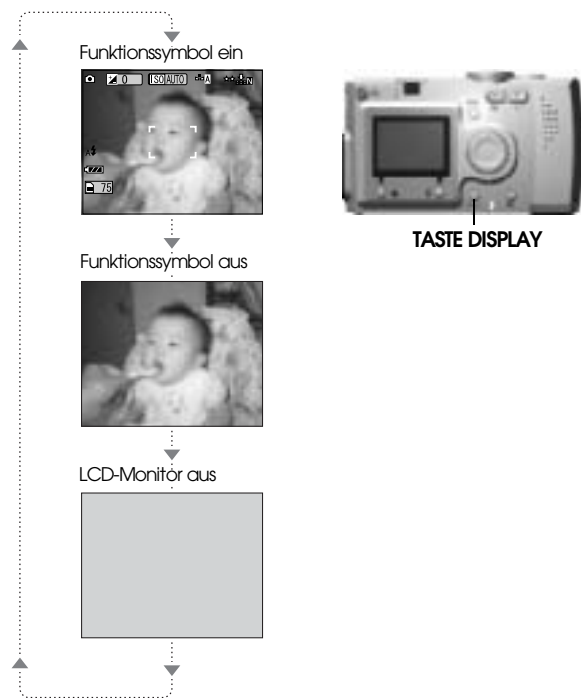 Funktionssymbol ein
0 ISO AUTO A N
A
75
TASTE DISPLAY
Funktionssymbol aus
LCD-Monitor aus